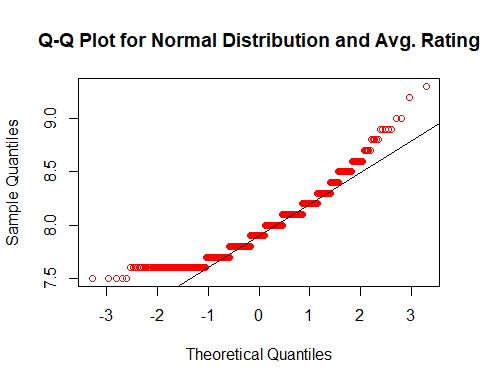 Q-Q Plot for Normal Distribution and Avg. Rating
Sample Quantiles
9.0
8.5
8.0
7.5
-3 -2 -1 0 1 2 3
Theoretical Quantiles